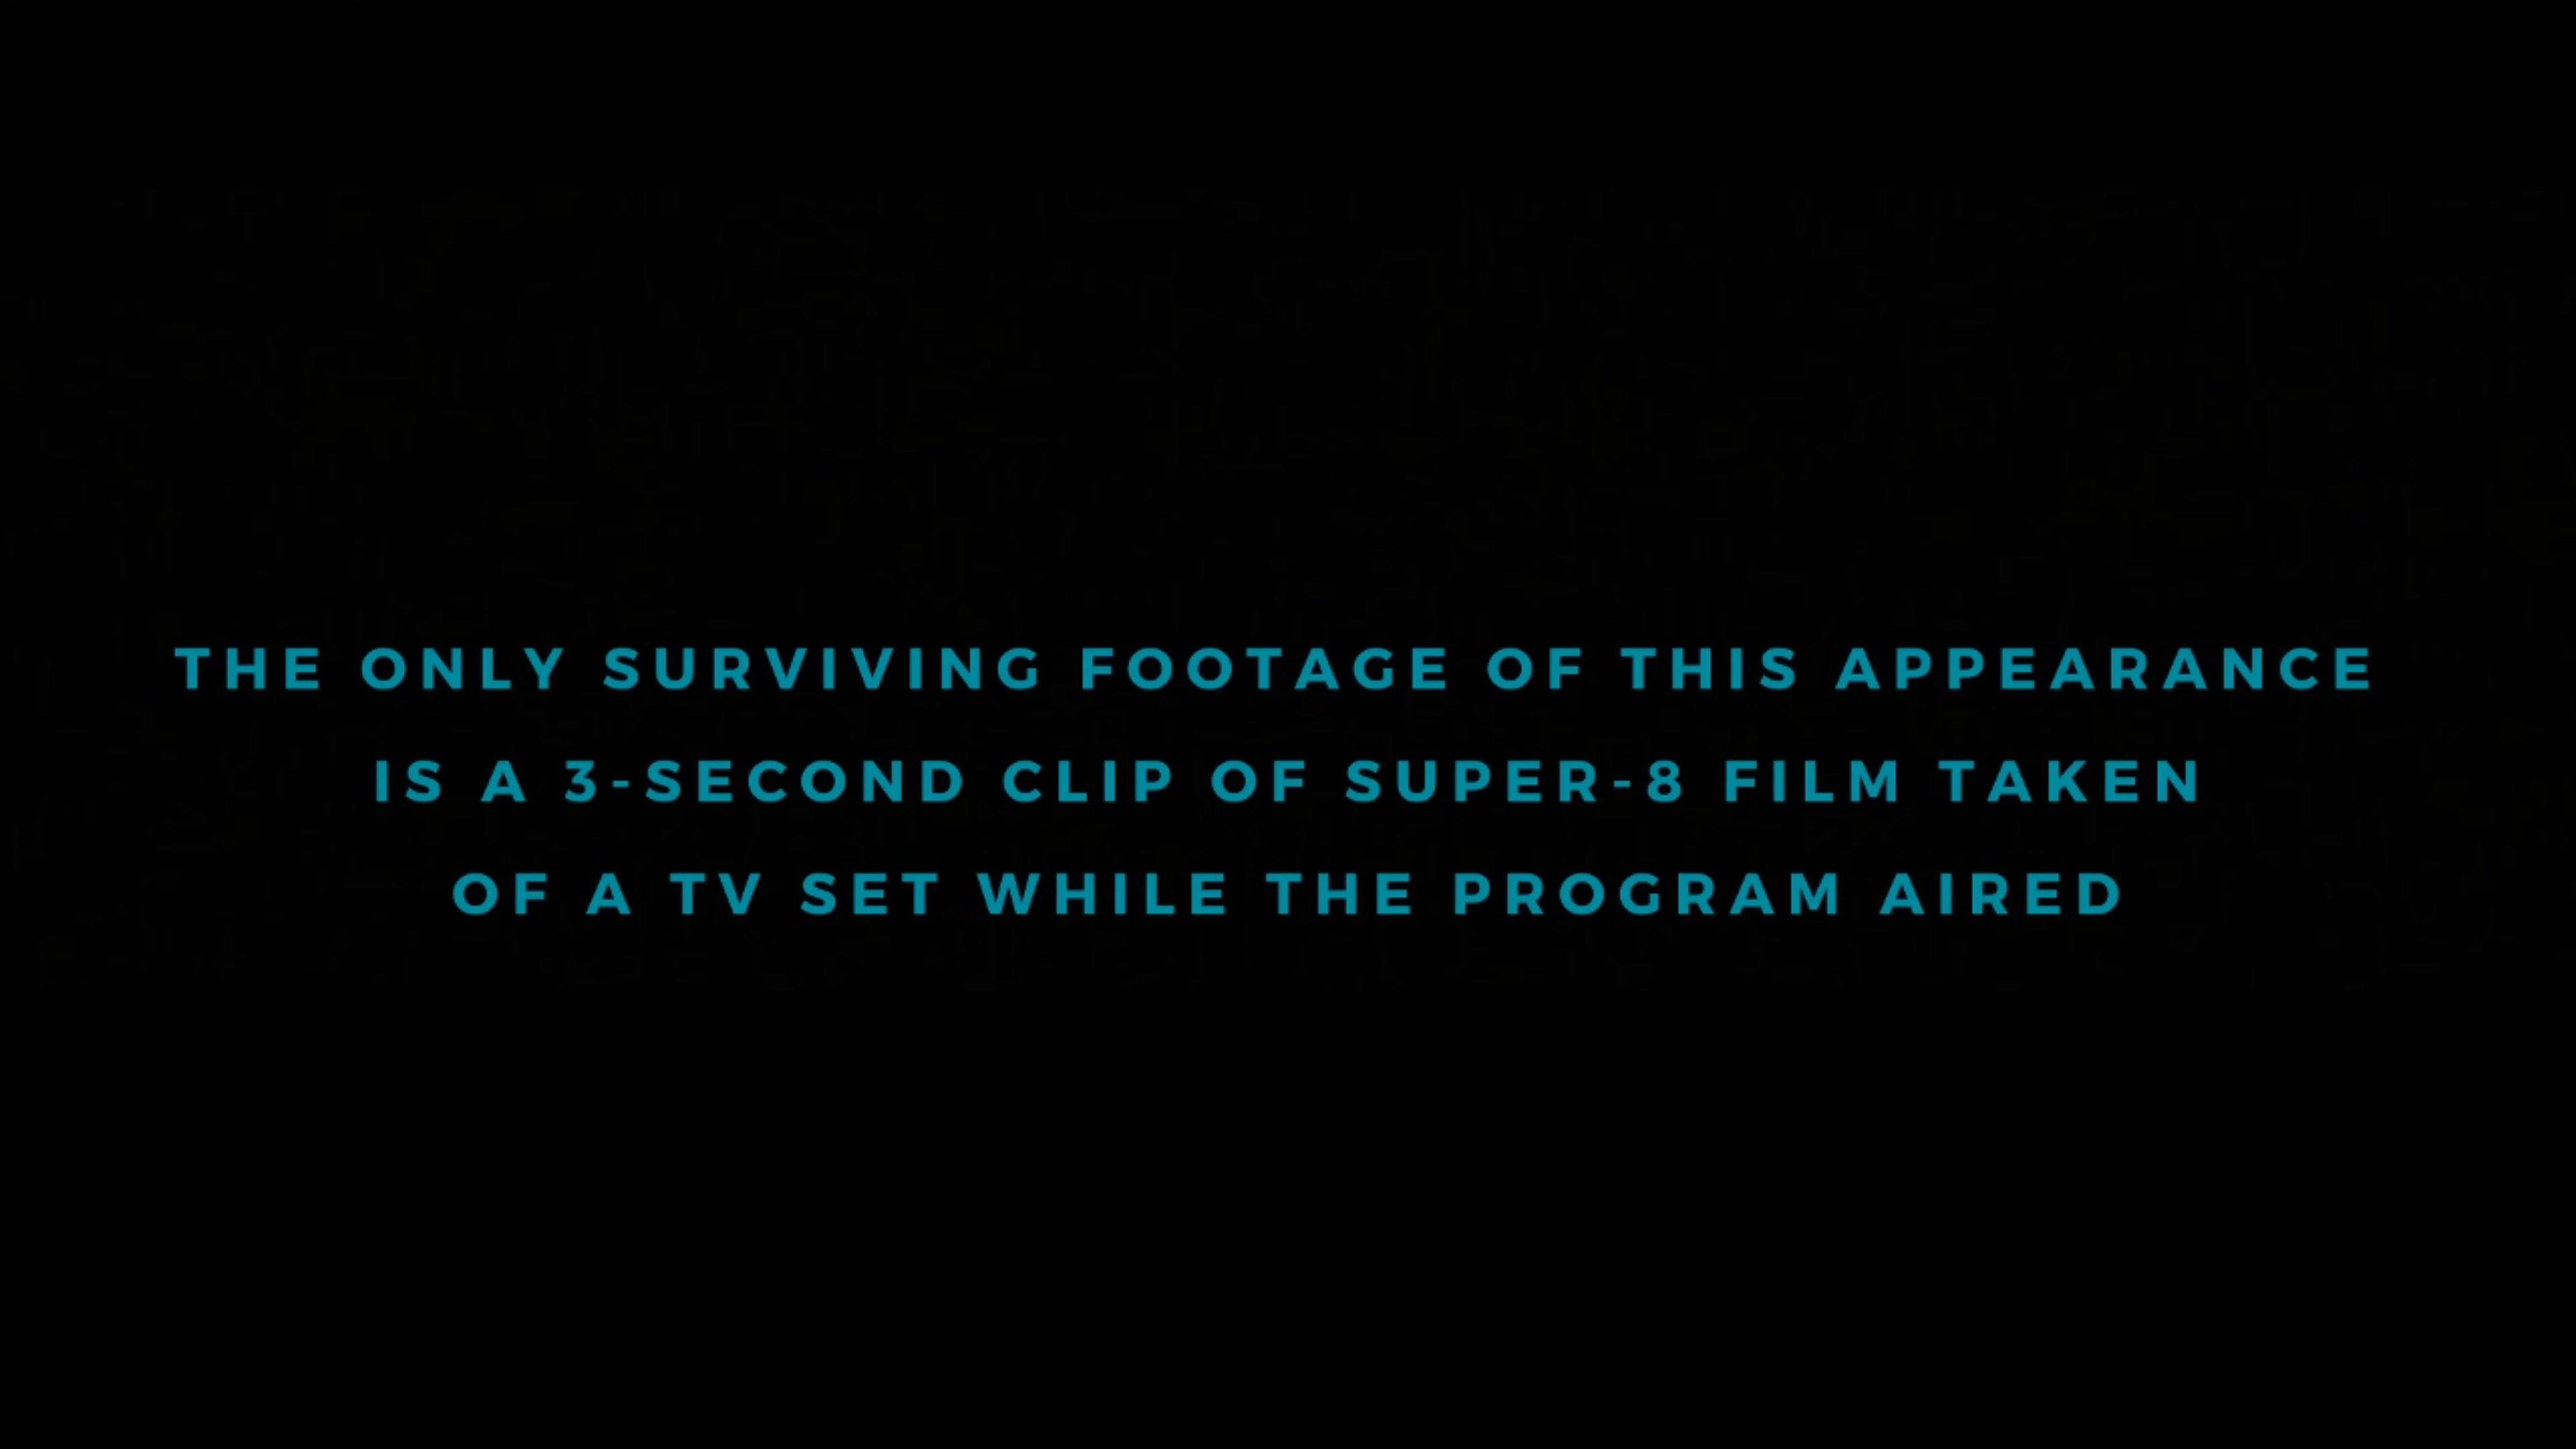 THE ONLY SURVIVING FOOTAGE OF THIS APPEARANCE
IS A 3-SECOND CLIP OF SUPER-8 FILM TAKEN
OF A TV SET WHILE THE PROGRAM AIRED